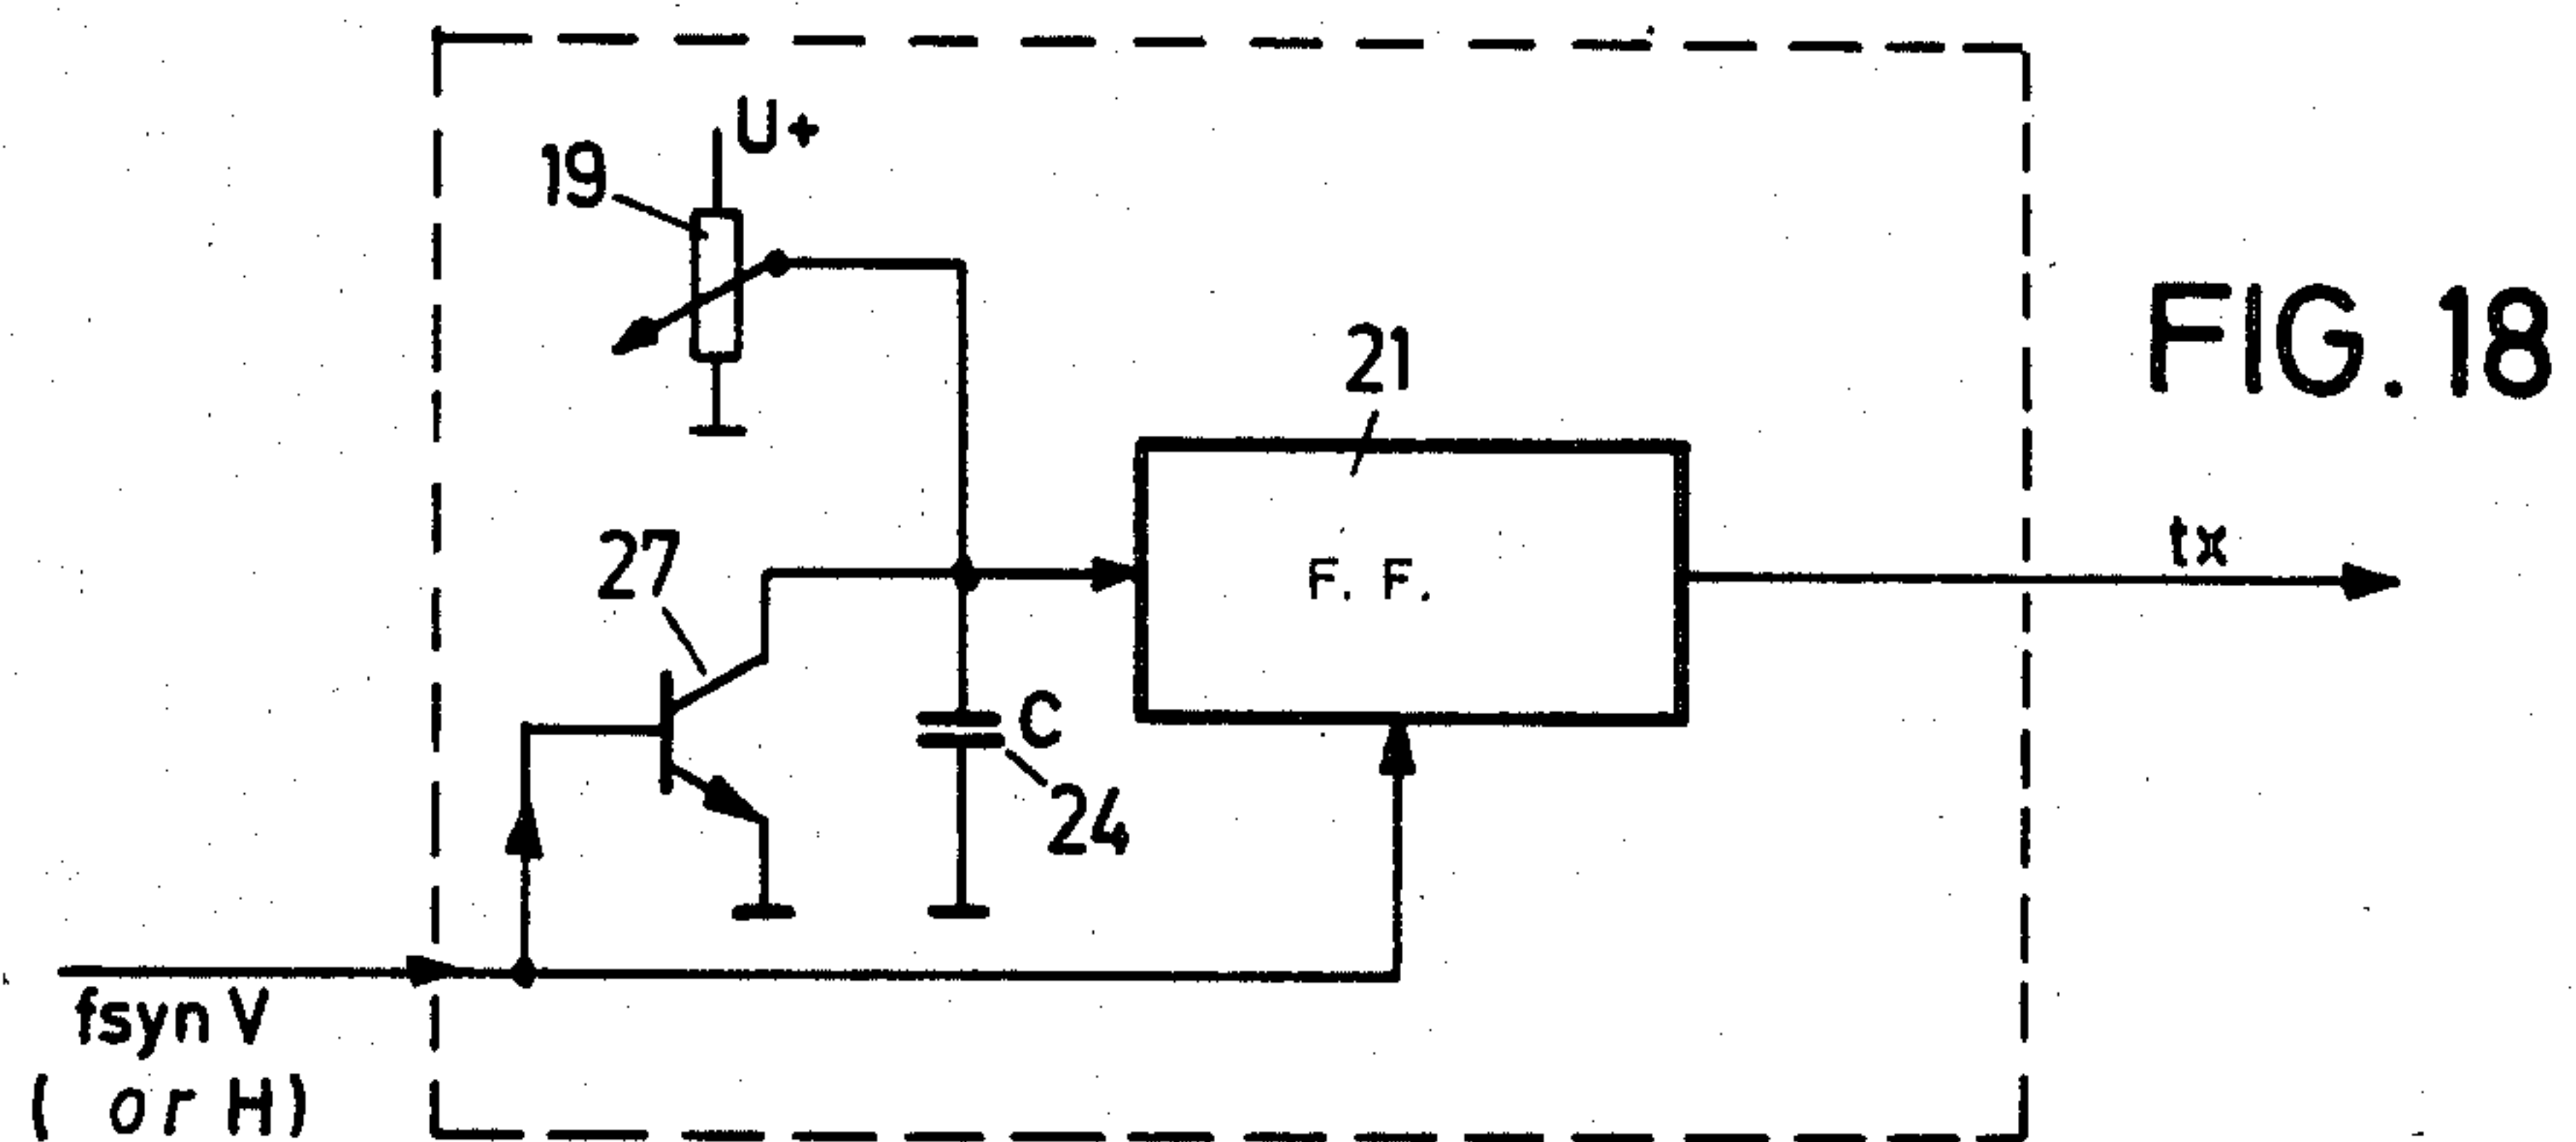 U+
19
FIG. 18
21
27
F. F.
tx
C
24
fsyn V
( or H)